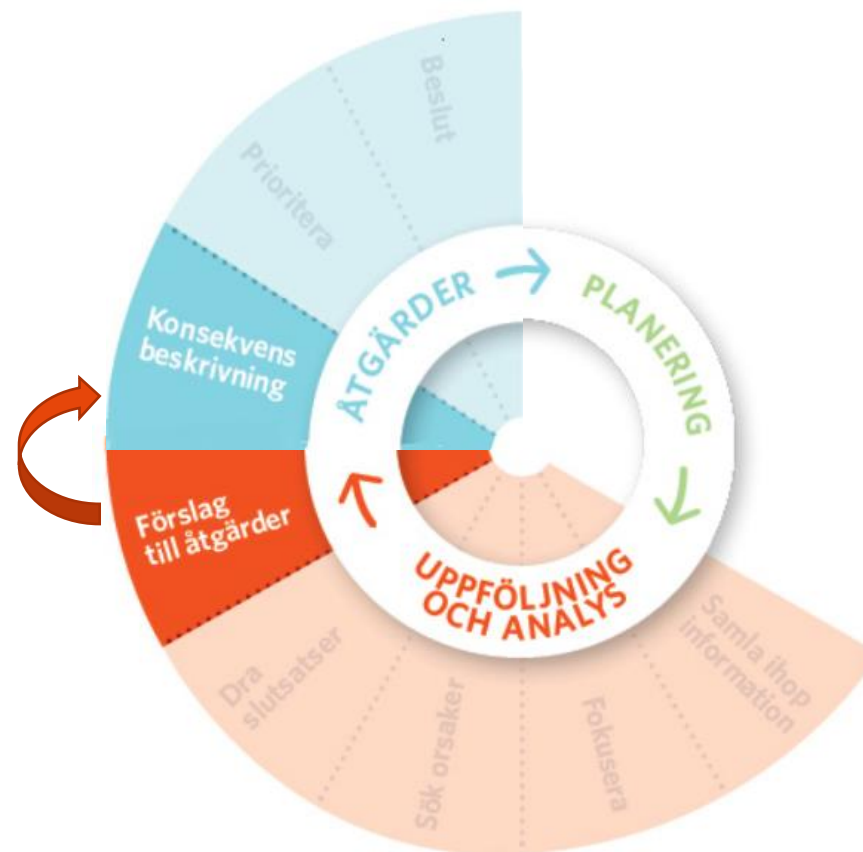 Beslut
Prioritera
Konsekvens
beskrivning
Förslag
till åtgärder
Dra
slutsatser
Sök orsaker
Fokusera
Samla ihop
information
ÅTGÄRDER
PLANERING
UPPFÖLJNING
OCH ANALYS